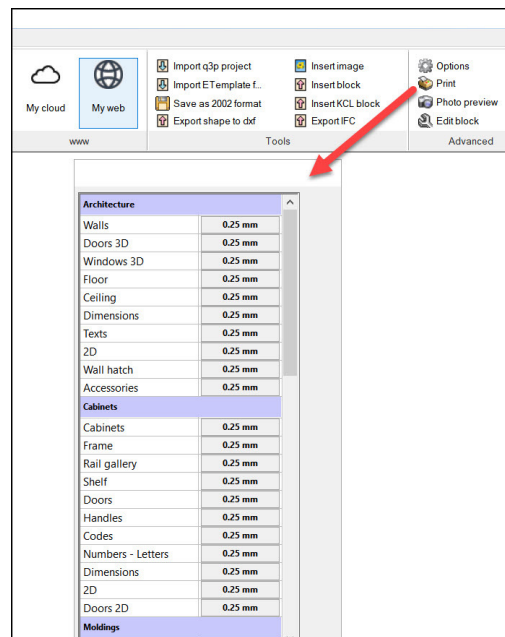 Import q3p project
Insert image
Options
Import ETemplate f...
Insert block
Print
My cloud
My web
Save as 2002 format
Insert KCL block
Photo preview
Export shape to dxf
Export IFC
Edit block
www
Tools
Advanced
Architecture
Walls 0.25 mm
Doors 3D 0.25 mm
Windows 3D 0.25 mm
Floor 0.25 mm
Ceiling 0.25 mm
Dimensions 0.25 mm
Texts 0.25 mm
2D 0.25 mm
Wall hatch 0.25 mm
Accessories 0.25 mm
Cabinets
Cabinets 0.25 mm
Frame 0.25 mm
Rail gallery 0.25 mm
Shelf 0.25 mm
Doors 0.25 mm
Handles 0.25 mm
Codes 0.25 mm
Numbers - Letters 0.25 mm
Dimensions 0.25 mm
2D 0.25 mm
Doors 2D 0.25 mm
Moldings